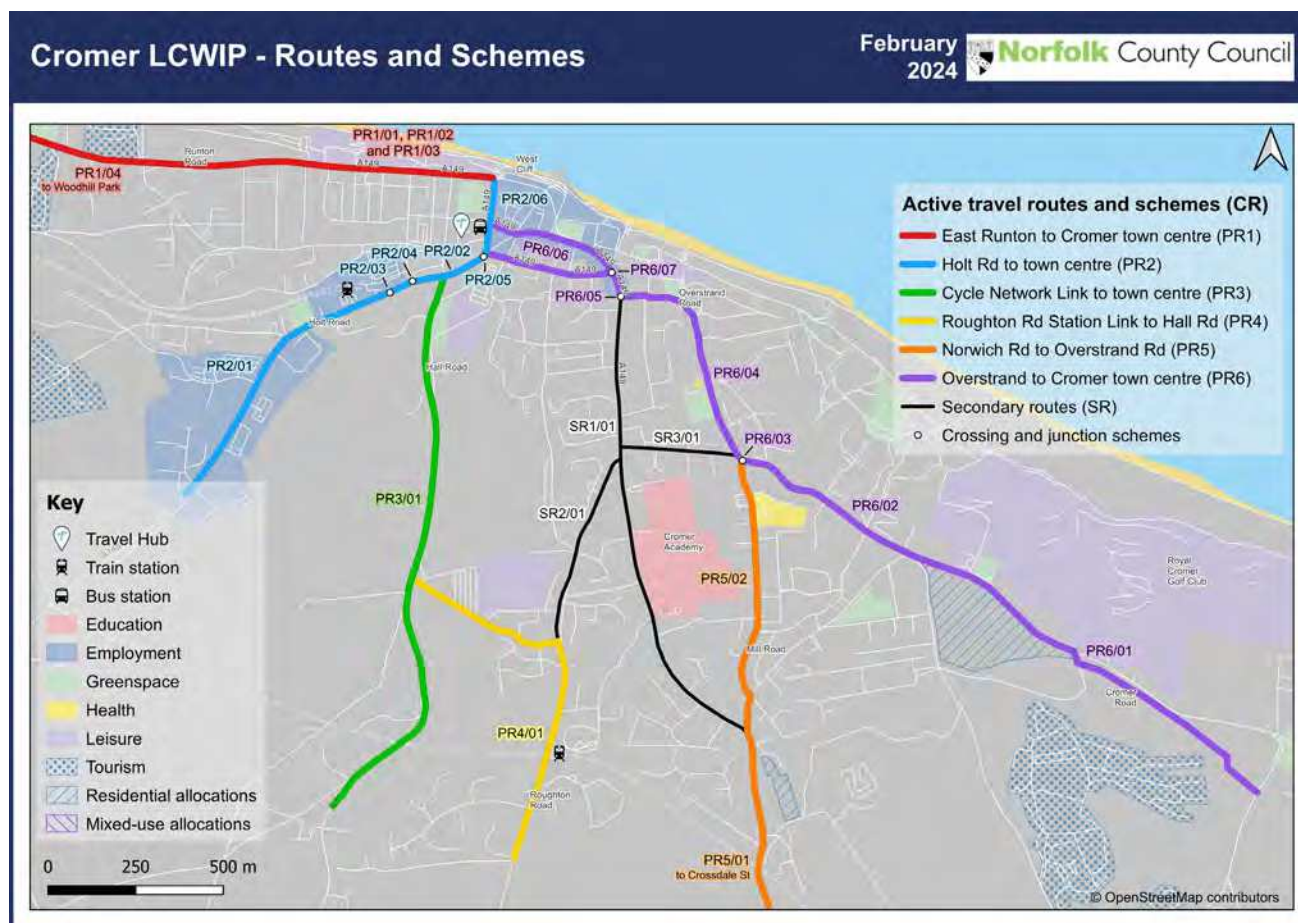 Cromer LCWIP - Routes and Schemes
February
2024
Norfolk County Council
PR1/01, PR1/02
and PR1/03
Runton
Road
A149
A149
West
Cliff
PR1/04
to Woodhill Park
A149
PR2/06
A149
PR6/06
A149
A149
PR6/07
PR2/02
PR2/04
PR2/03
PR2/05
PR6/05
Overstrand
Road
Holt Road
PR2/01
Hall Road
A149
PR6/04
SR1/01
SR3/01
PR6/03
PR3/01
SR2/01
PR6/02
Cromer
Academy
Royal
Cromer
Golf Club
PR5/02
Mill Road
PR6/01
Cromer
Road
PR4/01
Roughton
Road
PR5/01
to Crossdale St
Active travel routes and schemes (CR)
East Runton to Cromer town centre (PR1)
Holt Rd to town centre (PR2)
Cycle Network Link to town centre (PR3)
Roughton Rd Station Link to Hall Rd (PR4)
Norwich Rd to Overstrand Rd (PR5)
Overstrand to Cromer town centre (PR6)
Secondary routes (SR)
Crossing and junction schemes
Key
Travel Hub
Train station
Bus station
Education
Employment
Greenspace
Health
Leisure
Tourism
Residential allocations
Mixed-use allocations
0 250 500 m
© OpenStreetMap contributors